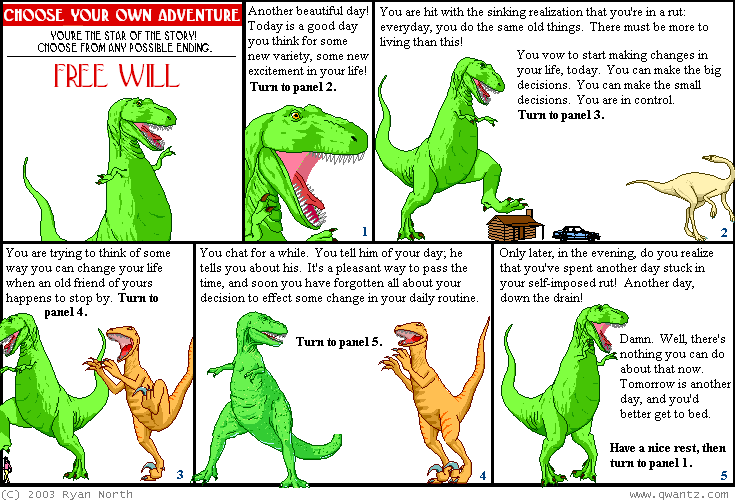 CHOOSE YOUR OWN ADVENTURE
YOU'RE THE STAR OF THE STORY!
CHOOSE FROM ANY POSSIBLE ENDING.
FREE WILL
Another beautiful day!
Today is a good day
you think for some
new variety, some new
excitement in your life!
Turn to panel 2.
1
You are hit with the sinking realization that you're in a rut:
everyday, you do the same old things. There must be more to
living than this!
You vow to start making changes in
your life, today. You can make the big
decisions. You can make the small
decisions. You are in control.
Turn to panel 3.
2
You are trying to think of some
way you can change your life
when an old friend of yours
happens to stop by. Turn to
panel 4.
3
You chat for a while. You tell him of your day; he
tells you about his. It's a pleasant way to pass the
time, and soon you have forgotten all about your
decision to effect some change in your daily routine.
Turn to panel 5.
4
Only later, in the evening, do you realize
that you've spent another day stuck in
your self-imposed rut! Another day,
down the drain!
Damn. Well, there's
nothing you can do
about that now.
Tomorrow is another
day, and you'd
better get to bed.
Have a nice rest, then
turn to panel 1.
5
(C) 2003 Ryan North
www.qwantz.com